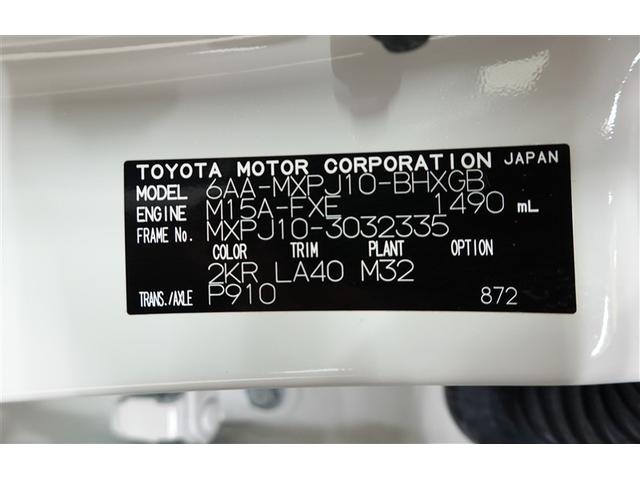 TOYOTA MOTOR CORPORATION JAPAN
MODEL 6AA-MXPJ10-BHXGB
ENGINE M15A-FXE 1490 mL
FRAME No. MXPJ10-3032335
COLOR TRIM PLANT OPTION
2KR LA40 M32
TRANS./AXLE P910 872